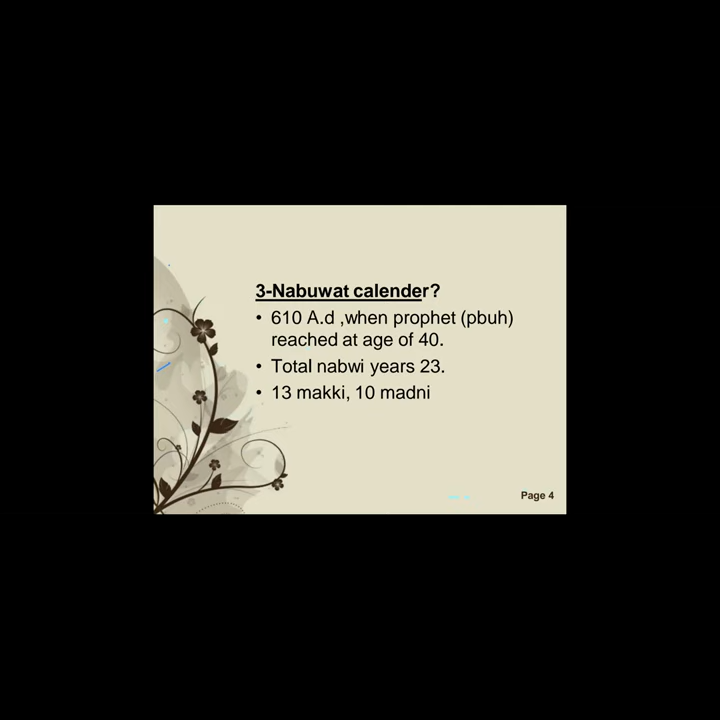 3-Nabuwat calender?
• 610 A.d ,when prophet (pbuh)
reached at age of 40.
• Total nabwi years 23.
• 13 makki, 10 madni
Page 4